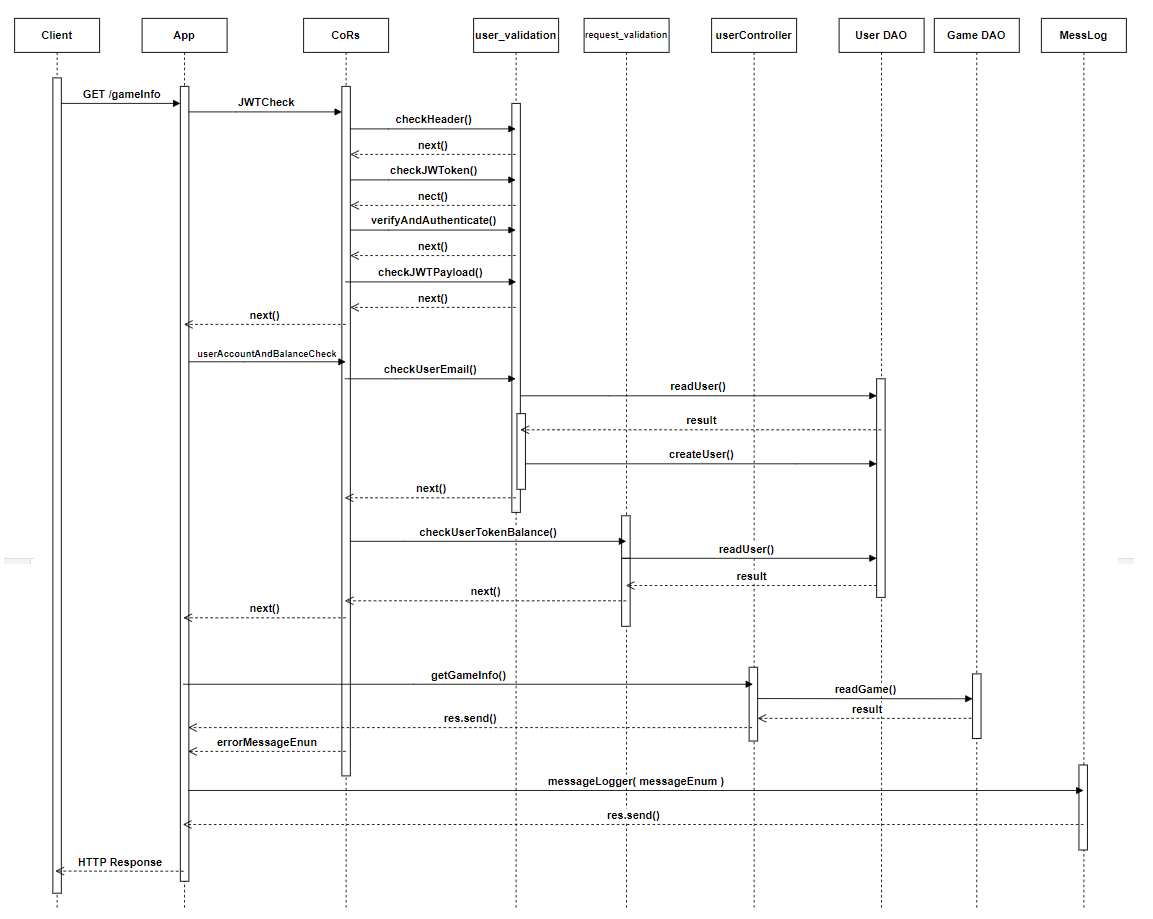 Client
App
CoRs
user_validation
request_validation
userController
User DAO
Game DAO
MessLog
GET /gameInfo
JWTCheck
checkHeader()
next()
checkJWToken()
nect()
verifyAndAuthenticate()
next()
checkJWTPayload()
next()
next()
userAccountAndBalanceCheck
checkUserEmail()
readUser()
result
createUser()
next()
checkUserTokenBalance()
readUser()
result
next()
next()
getGameInfo()
readGame()
result
res.send()
errorMessageEnun
messageLogger( messageEnum )
res.send()
HTTP Response